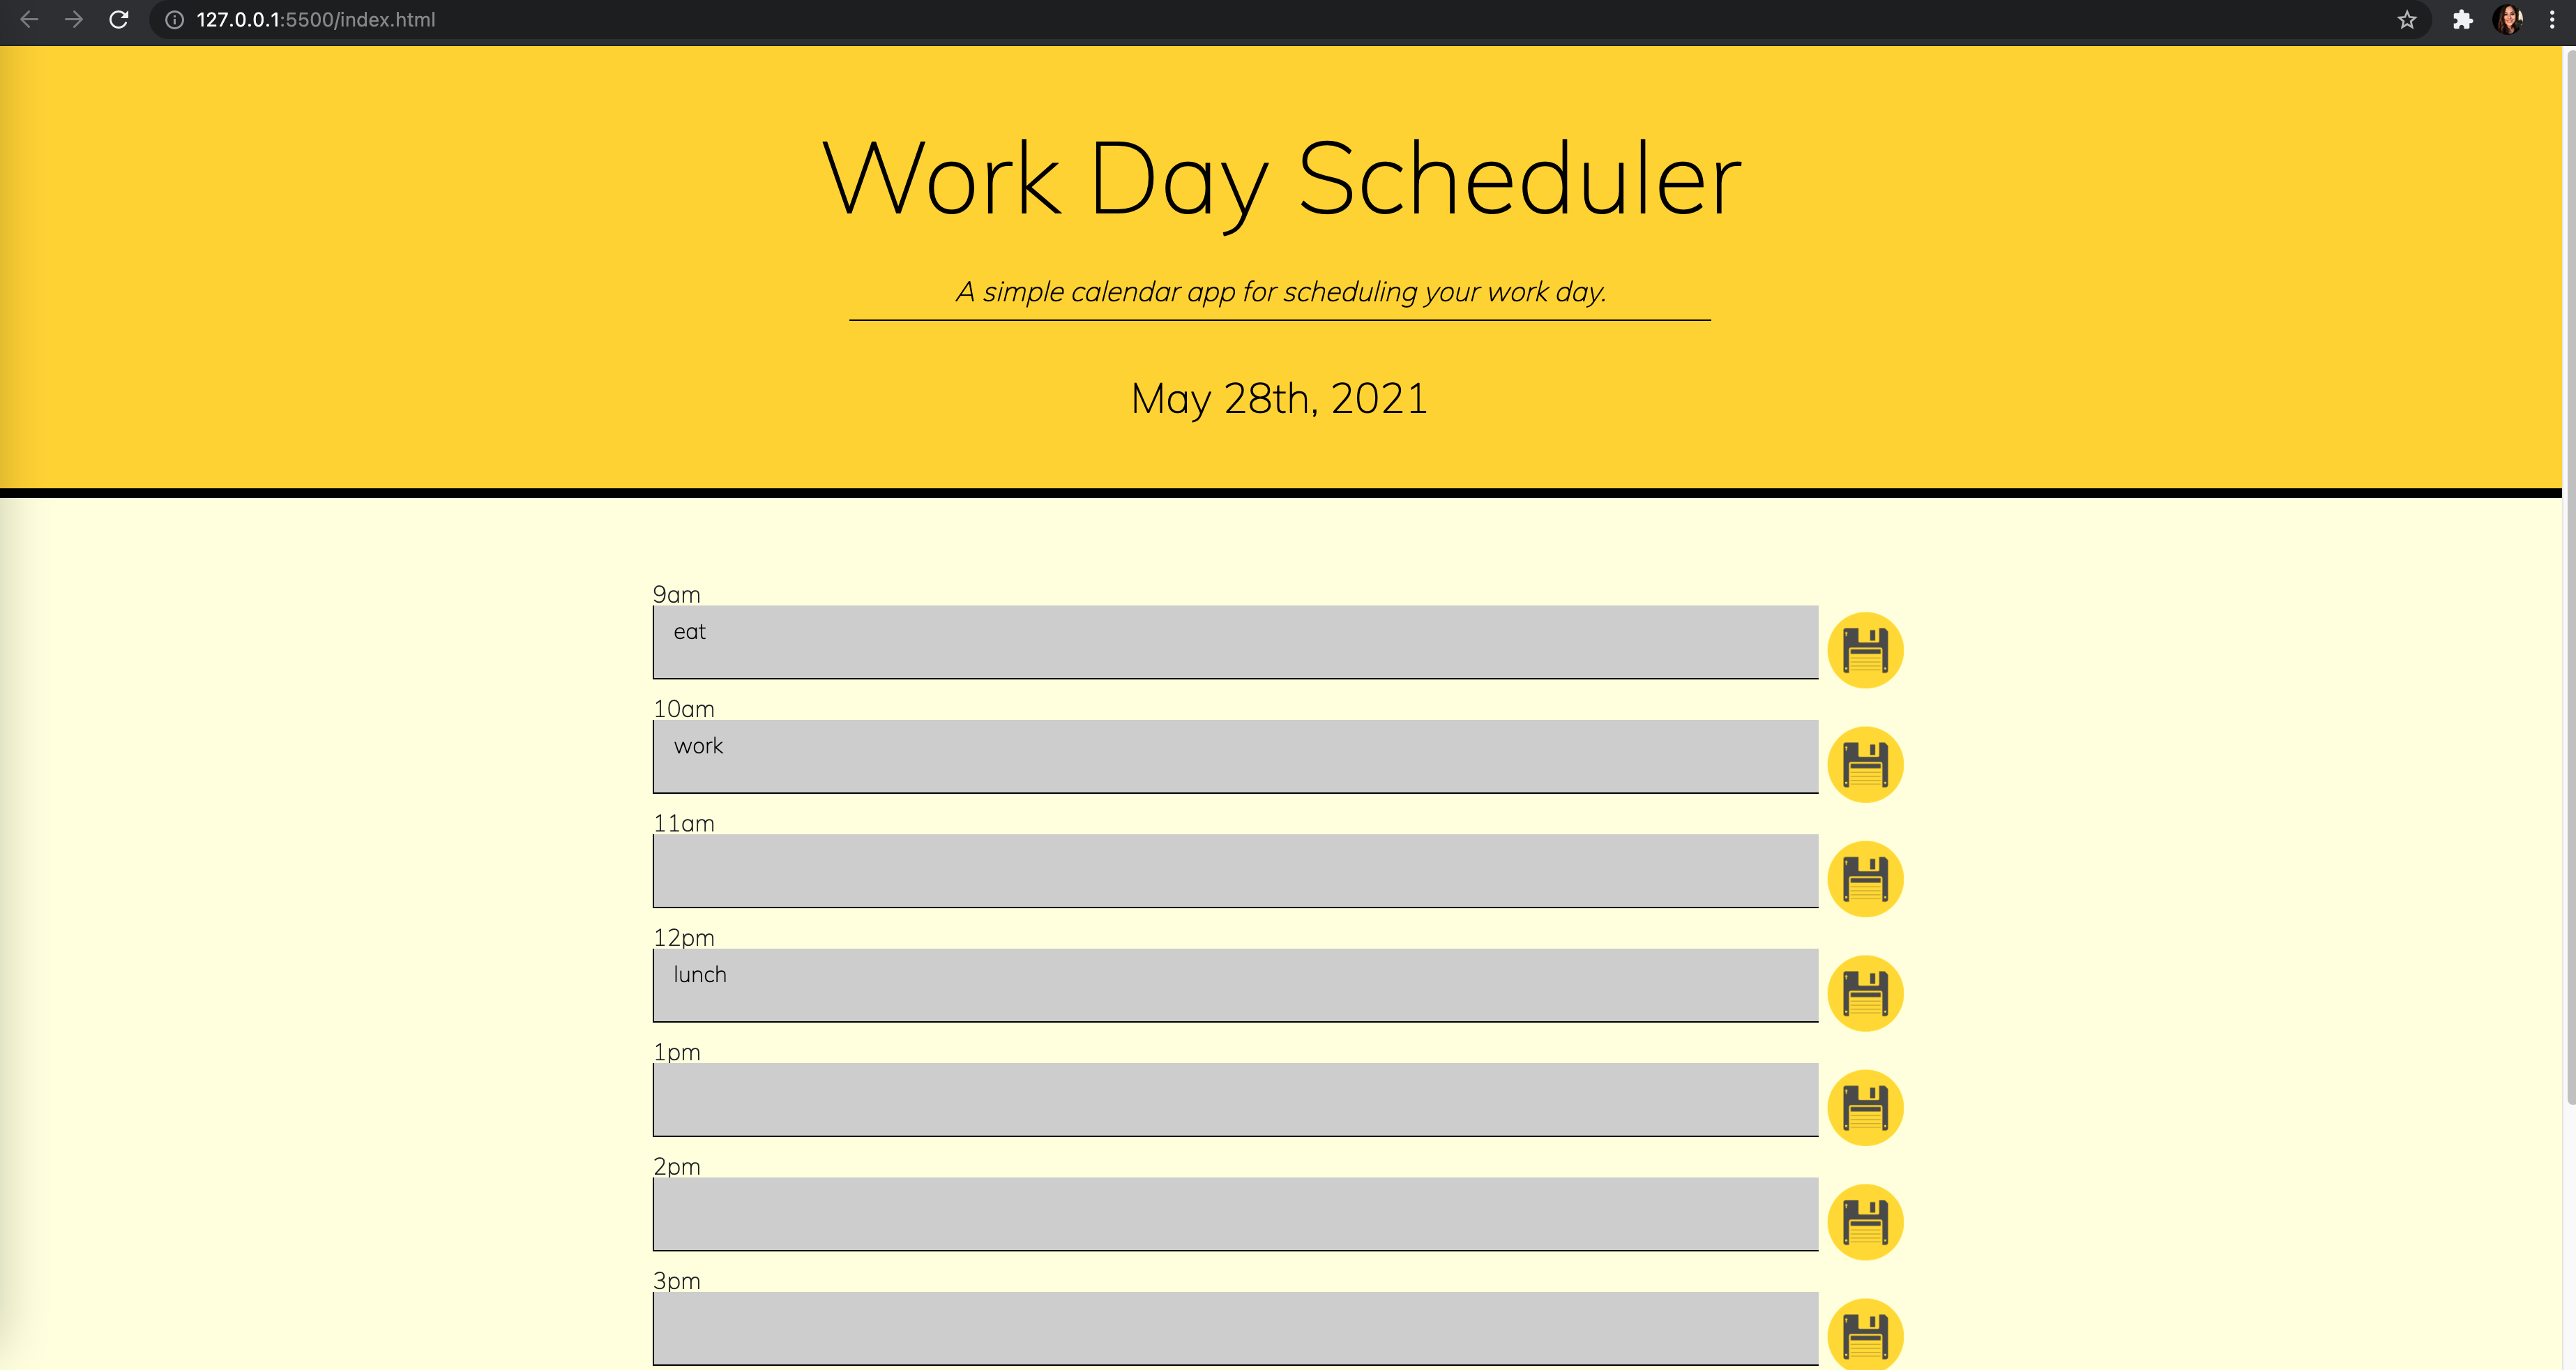 127.0.0.1:5500/index.html
Work Day Scheduler
A simple calendar app for scheduling your work day.
May 28th, 2021
9am
eat
10am
work
11am
12pm
lunch
1pm
2pm
3pm